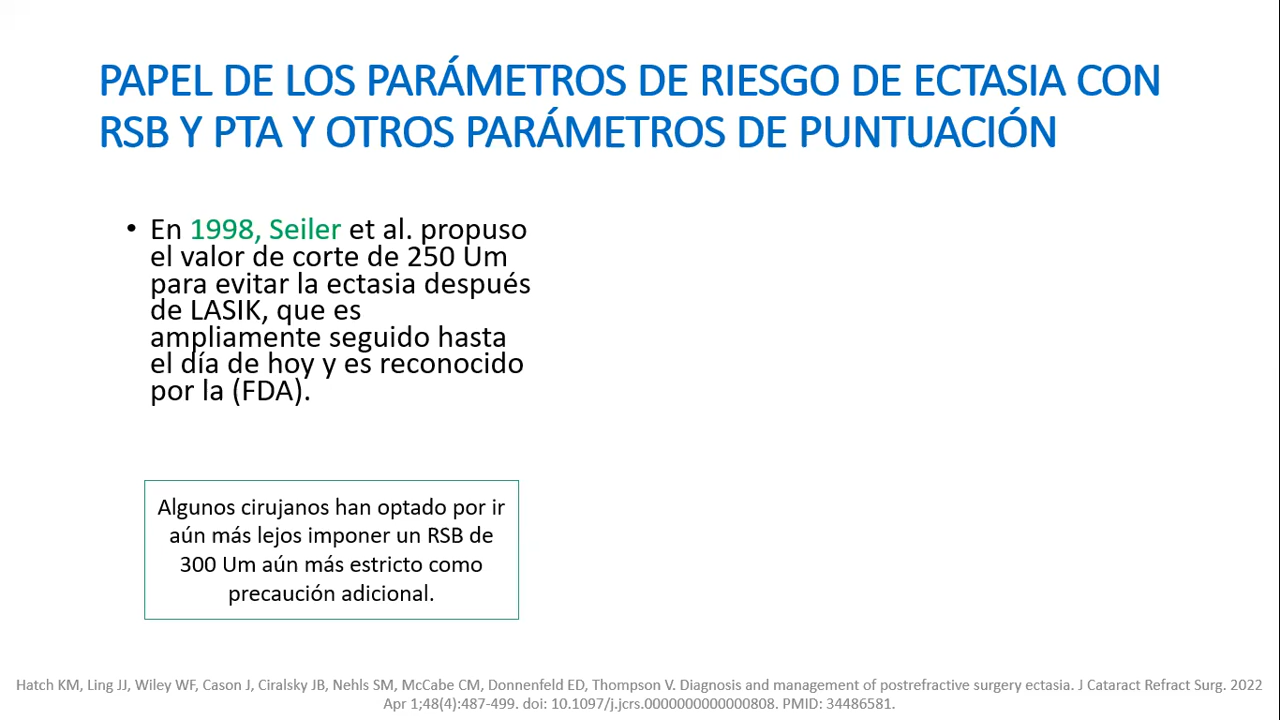 PAPEL DE LOS PARÁMETROS DE RIESGO DE ECTASIA CON
RSB Y PTA Y OTROS PARÁMETROS DE PUNTUACIÓN
• En 1998, Seiler et al. propuso
el valor de corte de 250 Um
para evitar la ectasia después
de LASIK, que es
ampliamente seguido hasta
el día de hoy y es reconocido
por la (FDA).
Algunos cirujanos han optado por ir
aún más lejos imponer un RSB de
300 Um aún más estricto como
precaución adicional.
Hatch KM, Ling JJ, Wiley WF, Cason J, Ciralsky JB, Nehls SM, McCabe CM, Donnenfeld ED, Thompson V. Diagnosis and management of postrefractive surgery ectasia. J Cataract Refract Surg. 2022
Apr 1;48(4):487-499. doi: 10.1097/j.jcrs.0000000000000808. PMID: 34486581.